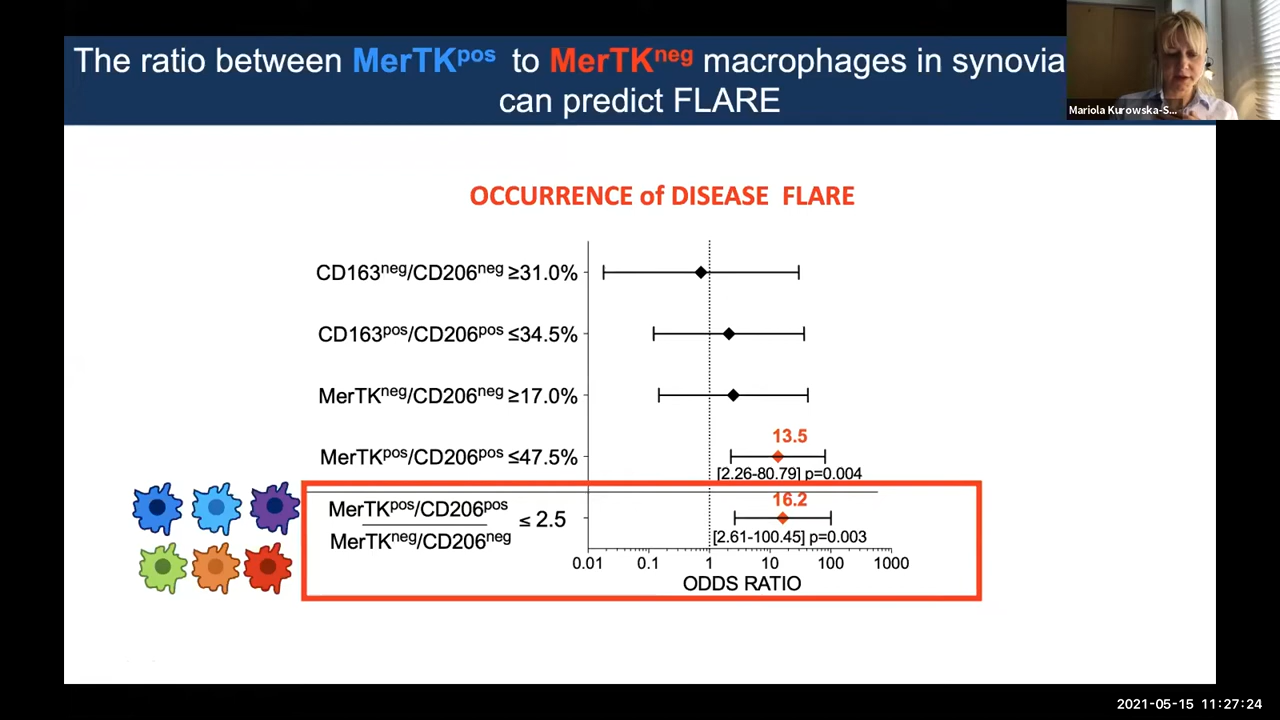 The ratio between MerTKpos to MerTKneg macrophages in synovia
can predict FLARE
Mariola Kurowska-S...
OCCURRENCE of DISEASE FLARE
CD163neg/CD206neg ≥31.0%
CD163pos/CD206pos ≤34.5%
MerTKneg/CD206neg ≥17.0%
13.5
MerTKpos/CD206pos ≤47.5%
[2.26-80.79] p=0.004
16.2
MerTKpos/CD206pos
≤ 2.5
MerTKneg/CD206neg
[2.61-100.45] p=0.003
0.01 0.1 1 10 100 1000
ODDS RATIO
2021-05-15 11:27:24